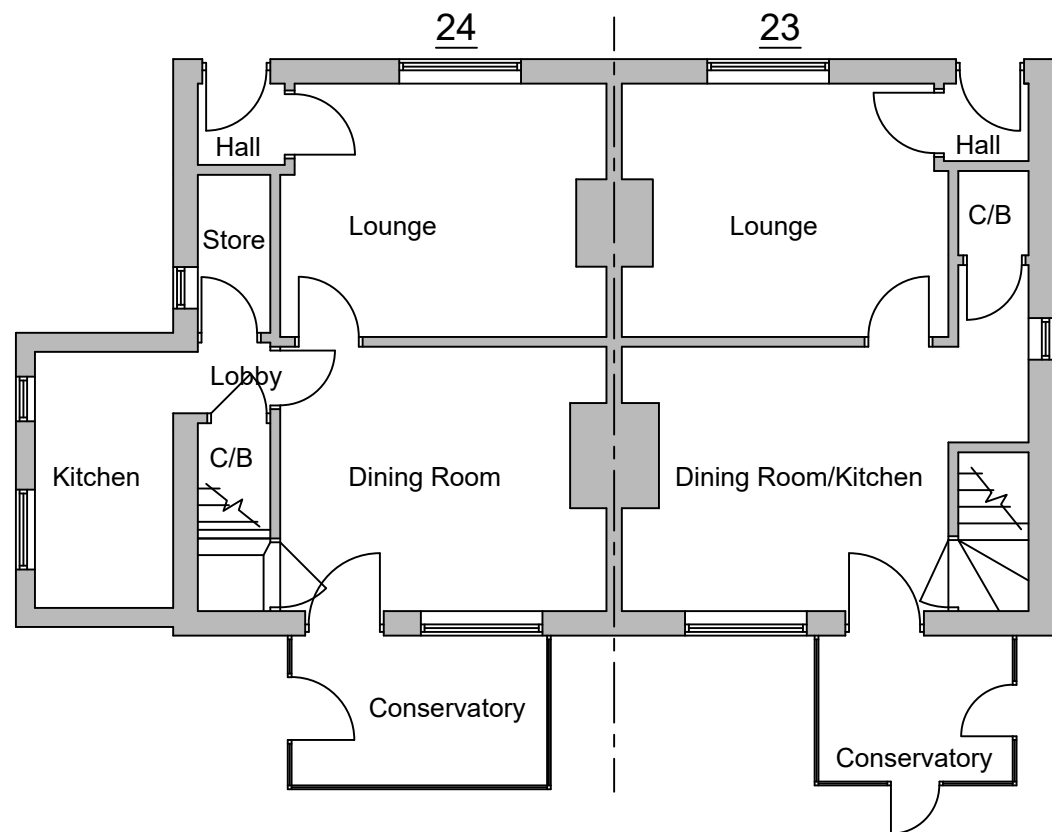 24
23
Hall
Hall
Lounge
Lounge
C/B
Store
Lobby
C/B
Kitchen
Dining Room
Dining Room/Kitchen
Conservatory
Conservatory